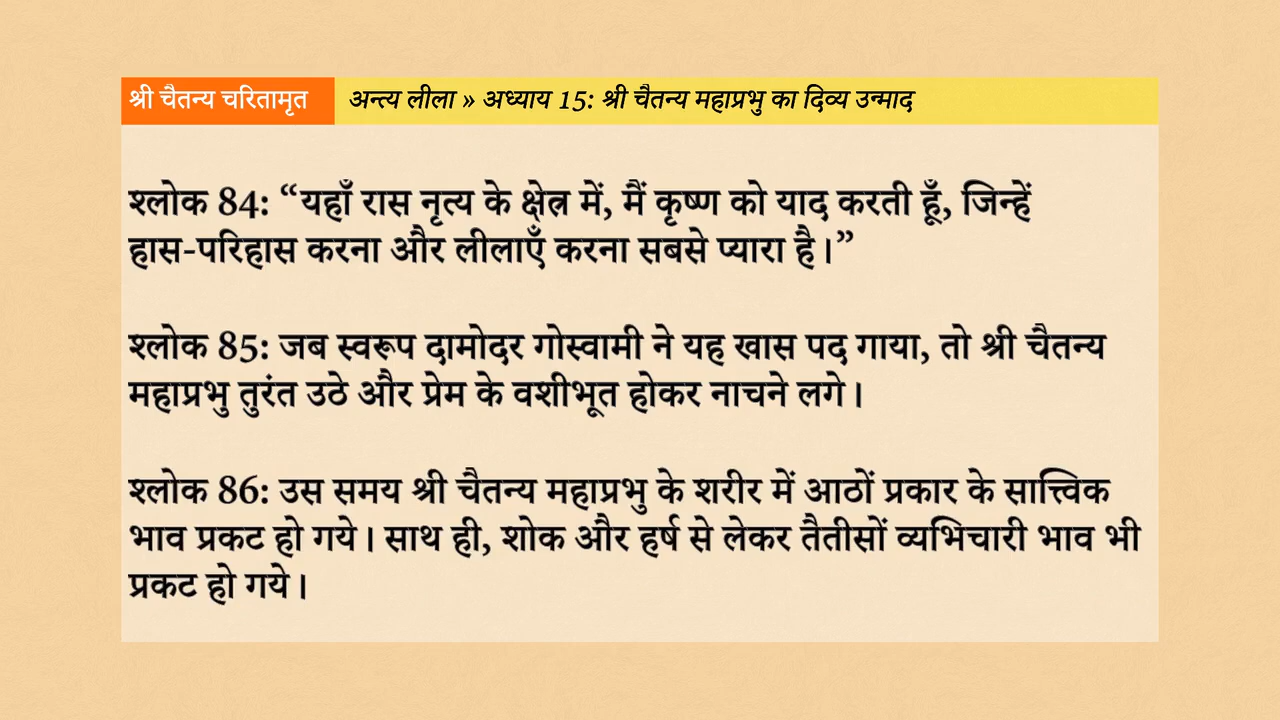 श्री चैतन्य चरितामृत अन्त्य लीला » अध्याय 15: श्री चैतन्य महाप्रभु का दिव्य उन्माद
श्लोक 84: “यहाँ रास नृत्य के क्षेत्र में, मैं कृष्ण को याद करती हूँ, जिन्हें
हास-परिहास करना और लीलाएँ करना सबसे प्यारा है।”
श्लोक 85: जब स्वरूप दामोदर गोस्वामी ने यह खास पद गाया, तो श्री चैतन्य
महाप्रभु तुरंत उठे और प्रेम के वशीभूत होकर नाचने लगे।
श्लोक 86: उस समय श्री चैतन्य महाप्रभु के शरीर में आठों प्रकार के सात्त्विक
भाव प्रकट हो गये। साथ ही, शोक और हर्ष से लेकर तैतीसों व्यभिचारी भाव भी
प्रकट हो गये।